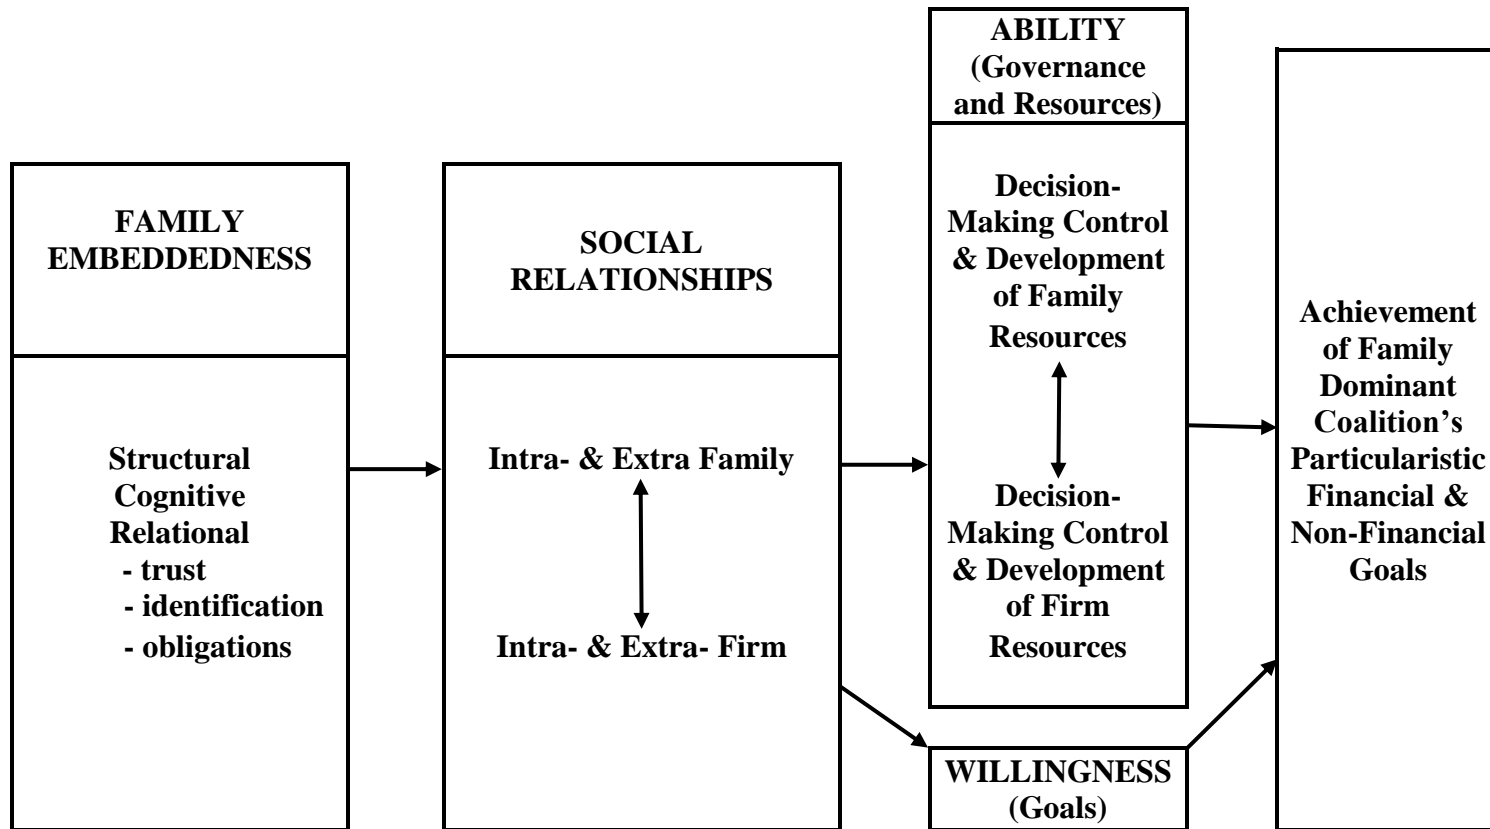 FAMILY
EMBEDDEDNESS
Structural
Cognitive
Relational
- trust
- identification
- obligations
SOCIAL
RELATIONSHIPS
Intra- & Extra Family
Intra- & Extra- Firm
ABILITY
(Governance
and Resources)
Decision-
Making Control
& Development
of Family
Resources
Decision-
Making Control
& Development
of Firm
Resources
WILLINGNESS
(Goals)
Achievement
of Family
Dominant
Coalition’s
Particularistic
Financial &
Non-Financial
Goals